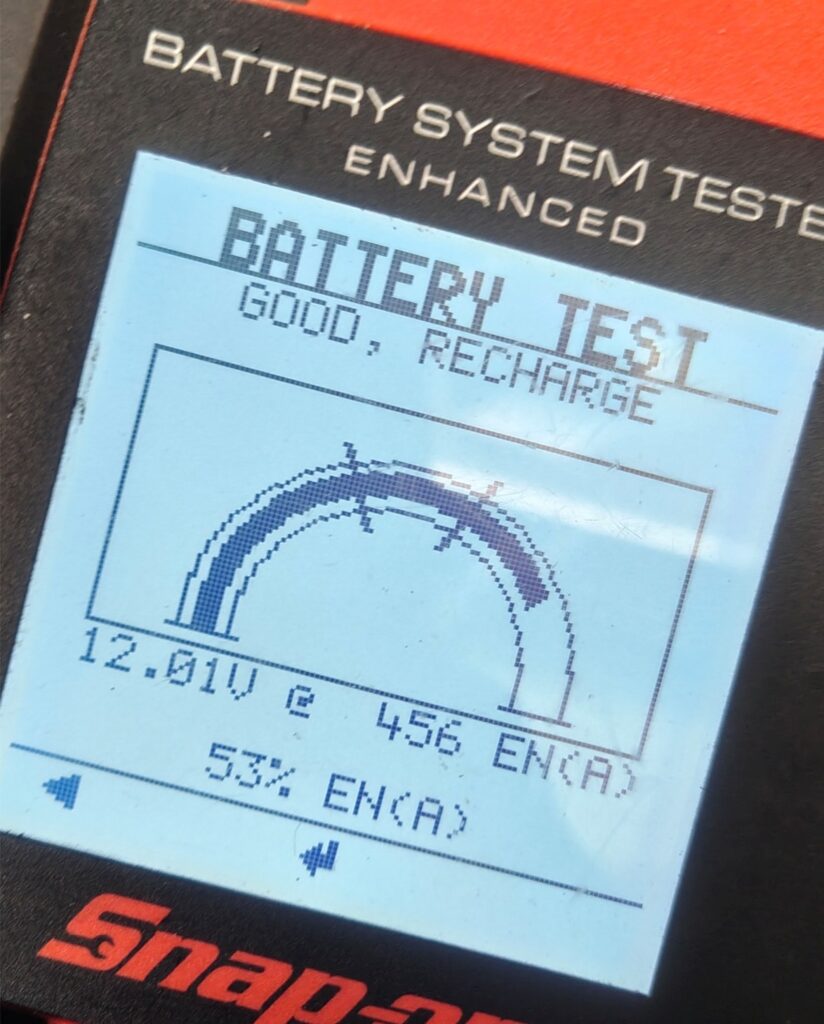 BATTERY SYSTEM TESTE
ENHANCED
BATTERY TEST
GOOD, RECHARGE
12.01V @ 456 EN(A)
53% EN(A)
Snap-on